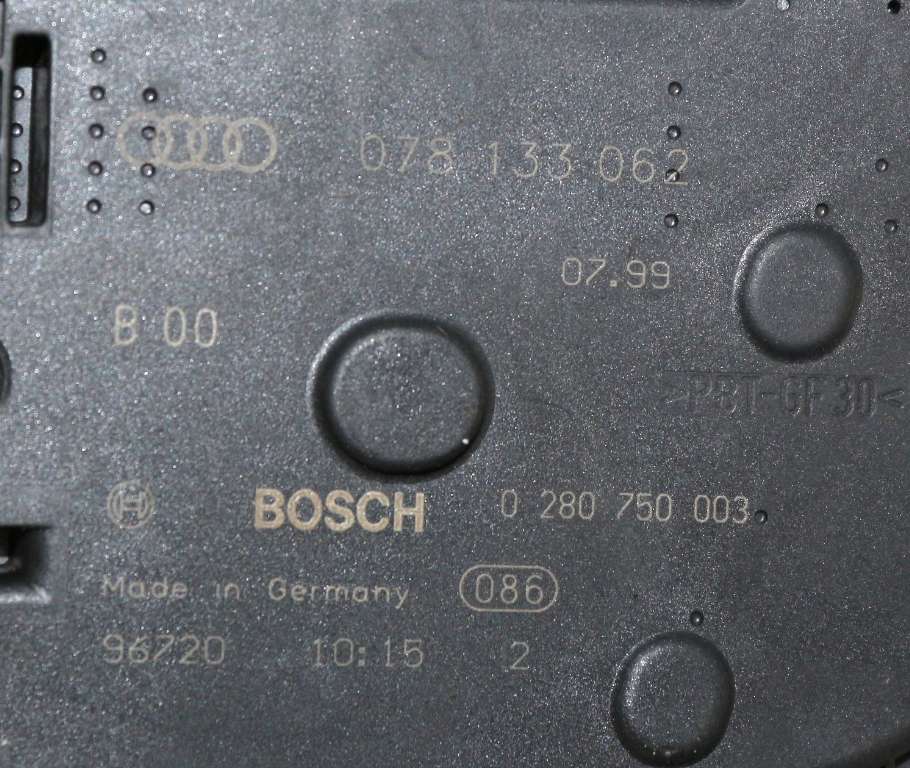 078 133 062
07.99
B 00
>PBT-GF30<
BOSCH 0 280 750 003
Made in Germany 086
96720 10:15 2